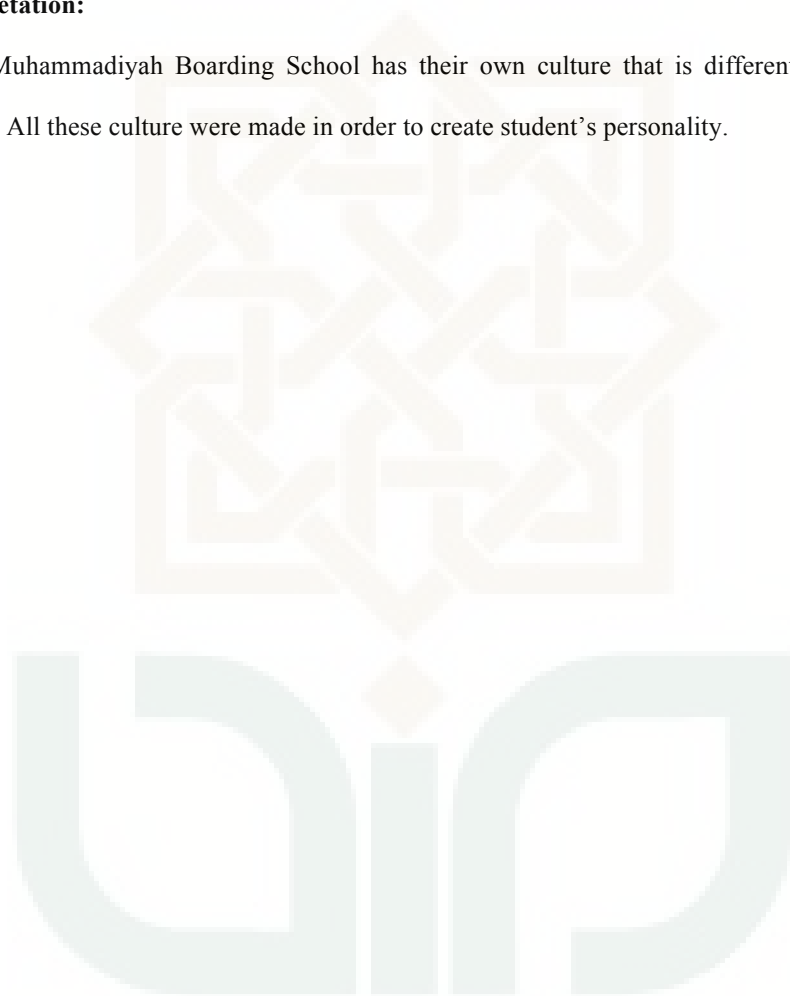 etation:
Muhammadiyah Boarding School has their own culture that is different
All these culture were made in order to create student's personality.